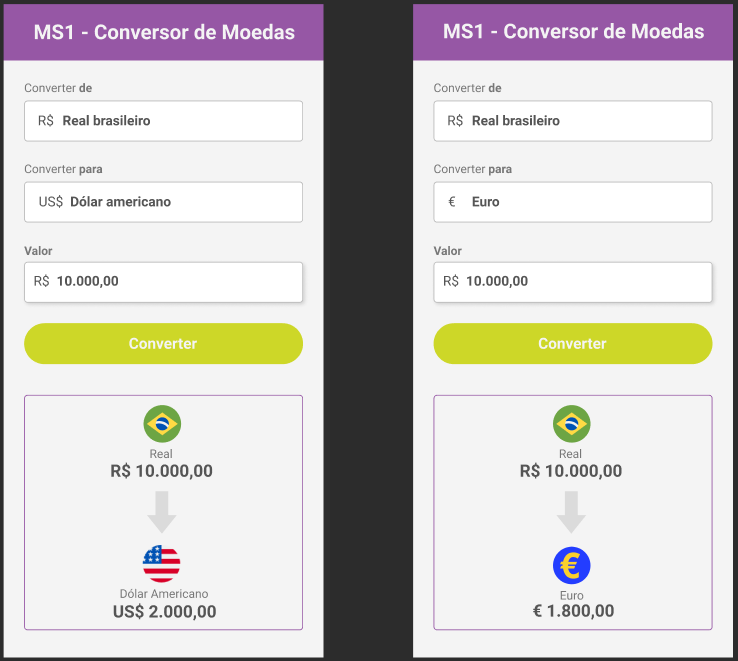 MS1 - Conversor de Moedas
Converter de
R$ Real brasileiro
Converter para
US$ Dólar americano
Valor
R$ 10.000,00
Converter
Real
R$ 10.000,00
Dólar Americano
US$ 2.000,00
MS1 - Conversor de Moedas
Converter de
R$ Real brasileiro
Converter para
€ Euro
Valor
R$ 10.000,00
Converter
Real
R$ 10.000,00
€
Euro
€ 1.800,00